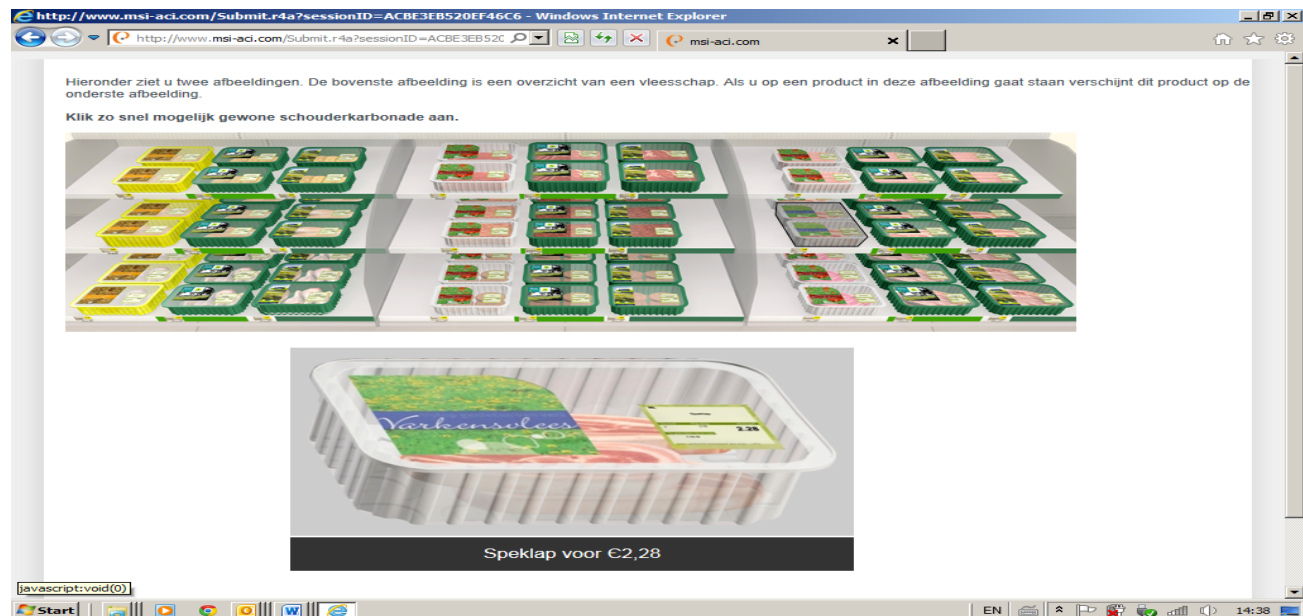 http://www.msi-aci.com/Submit.r4a?sessionID=ACBE3EB520EF46C6 - Windows Internet Explorer
http://www.msi-aci.com/Submit.r4a?sessionID=ACBE3EB520
msi-aci.com
Hieronder ziet u twee afbeeldingen. De bovenste afbeelding is een overzicht van een vleesschap. Als u op een product in deze afbeelding gaat staan verschijnt dit product op de
onderste afbeelding.
Klik zo snel mogelijk gewone schouderkarbonade aan.
Varkensvlees
2.28
Speklap voor €2,28
javascript:void(0)
Start
EN
14:38